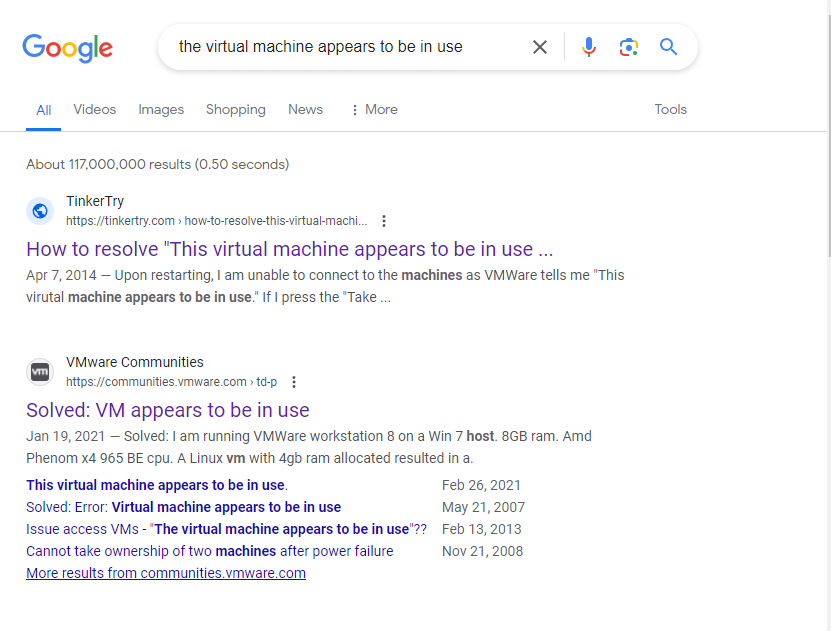 Google
the virtual machine appears to be in use
All Videos Images Shopping News More Tools
About 117,000,000 results (0.50 seconds)
TinkerTry
https://tinkertry.com › how-to-resolve-this-virtual-machi...
How to resolve "This virtual machine appears to be in use ...
Apr 7, 2014 — Upon restarting, I am unable to connect to the machines as VMWare tells me "This
virutal machine appears to be in use." If I press the "Take ...
vm
VMware Communities
https://communities.vmware.com › td-p
Solved: VM appears to be in use
Jan 19, 2021 — Solved: I am running VMWare workstation 8 on a Win 7 host. 8GB ram. Amd
Phenom x4 965 BE cpu. A Linux vm with 4gb ram allocated resulted in a.
This virtual machine appears to be in use. Feb 26, 2021
Solved: Error: Virtual machine appears to be in use May 21, 2007
Issue access VMs - "The virtual machine appears to be in use"?? Feb 13, 2013
Cannot take ownership of two machines after power failure Nov 21, 2008
More results from communities.vmware.com